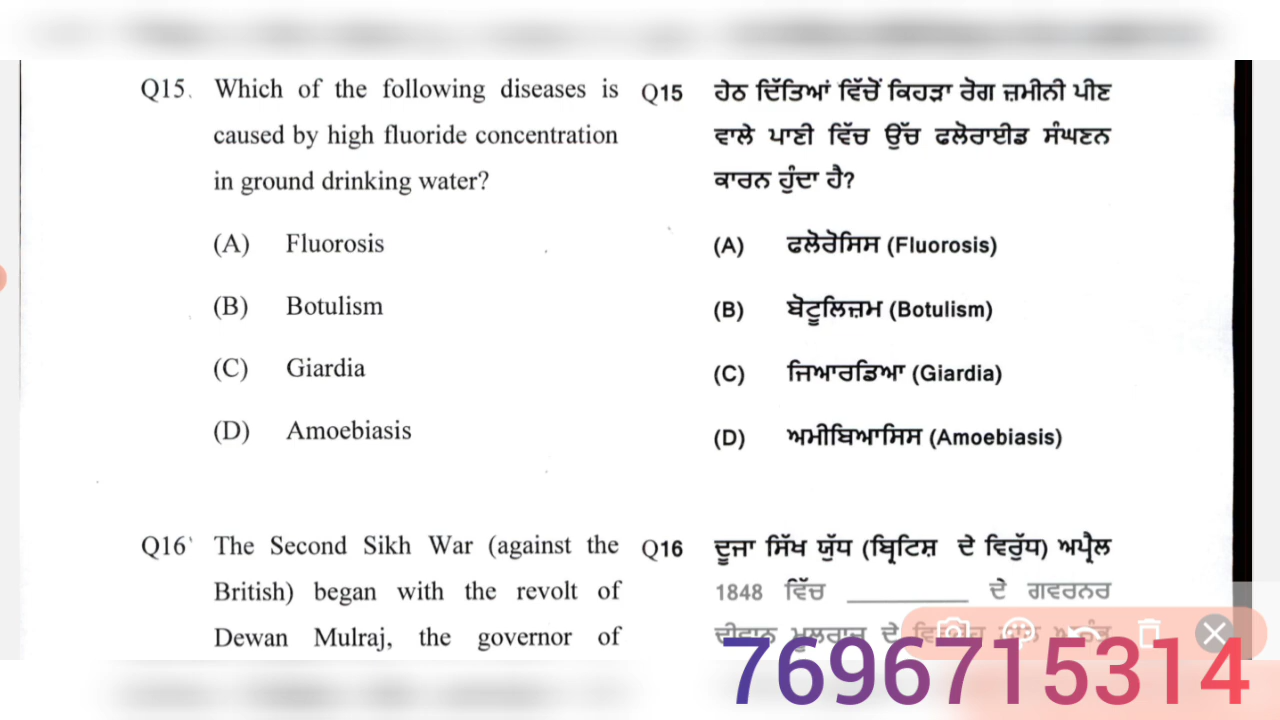 Q15. Which of the following diseases is
caused by high fluoride concentration
in ground drinking water?
(A) Fluorosis
(B) Botulism
(C) Giardia
(D) Amoebiasis
Q16 The Second Sikh War (against the
British) began with the revolt of
Dewan Mulraj, the governor of
Q15 ਹੇਠ ਦਿੱਤਿਆਂ ਵਿੱਚੋਂ ਕਿਹੜਾ ਰੋਗ ਜ਼ਮੀਨੀ ਪੀਣ
ਵਾਲੇ ਪਾਣੀ ਵਿੱਚ ਉੱਚ ਫਲੋਰਾਈਡ ਸੰਘਣਨ
ਕਾਰਨ ਹੁੰਦਾ ਹੈ?
(A) ਫਲੋਰੋਸਿਸ (Fluorosis)
(B) ਬੋਟੂਲਿਜ਼ਮ (Botulism)
(C) ਜਿਆਰਡਿਆ (Giardia)
(D) ਅਮੀਬਿਆਸਿਸ (Amoebiasis)
Q16 ਦੂਜਾ ਸਿੱਖ ਯੁੱਧ (ਬ੍ਰਿਟਿਸ਼ ਦੇ ਵਿਰੁੱਧ) ਅਪ੍ਰੈਲ
1848 ਵਿੱਚ __________ ਦੇ ਗਵਰਨਰ
ਦੀਵਾਨ ਮੂਲਰਾਜ ਦੇ
7696715314